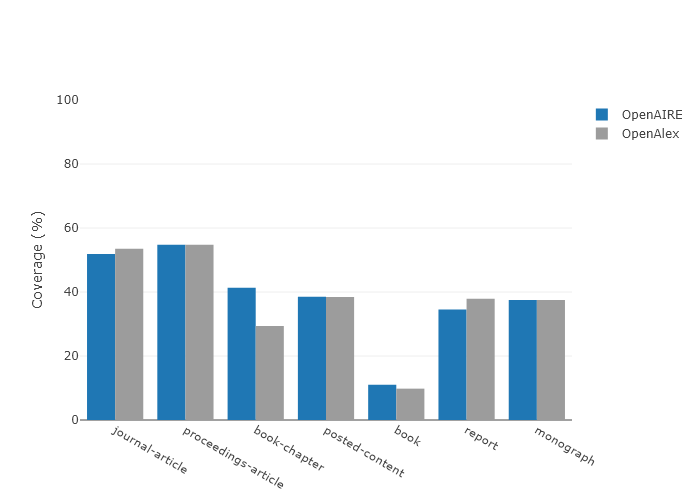 100
80
60
40
20
0
Coverage (%)
journal-article
proceedings-article
book-chapter
posted-content
book
report
monograph
OpenAIRE
OpenAlex